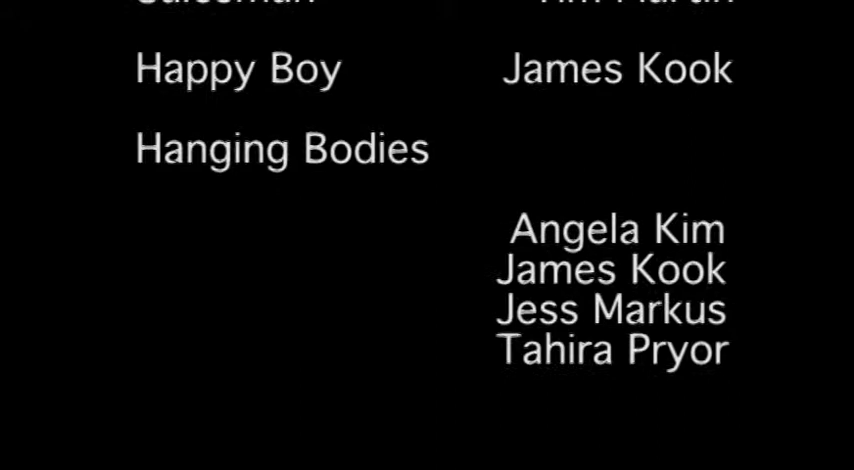 Happy Boy James Kook
Hanging Bodies
Angela Kim
James Kook
Jess Markus
Tahira Pryor